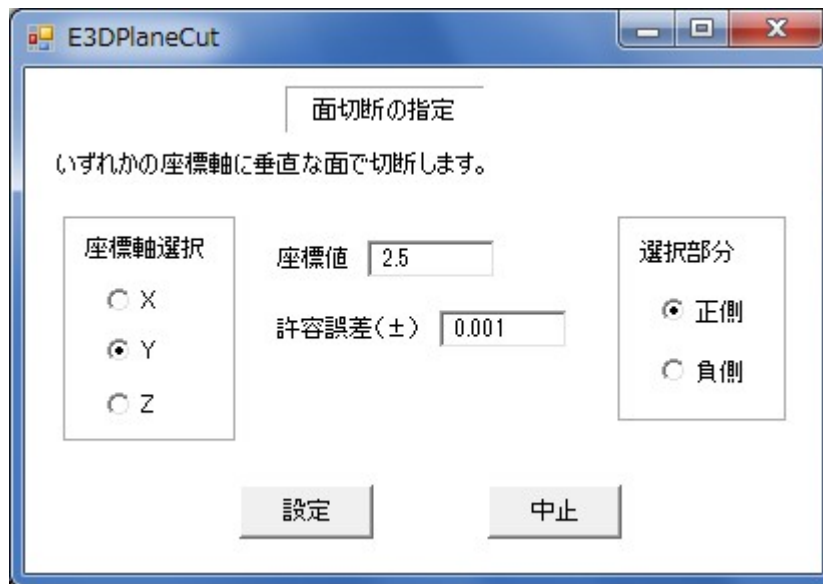 E3DPlaneCut
面切断の指定
いずれかの座標軸に垂直な面で切断します。
座標軸選択
X
Y
Z
座標値 2.5
許容誤差(±) 0.001
選択部分
正側
負側
設定 中止